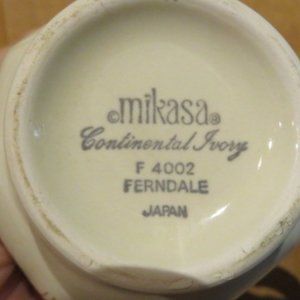 ©mikasa®
Continental Ivory
F 4002
FERNDALE
JAPAN